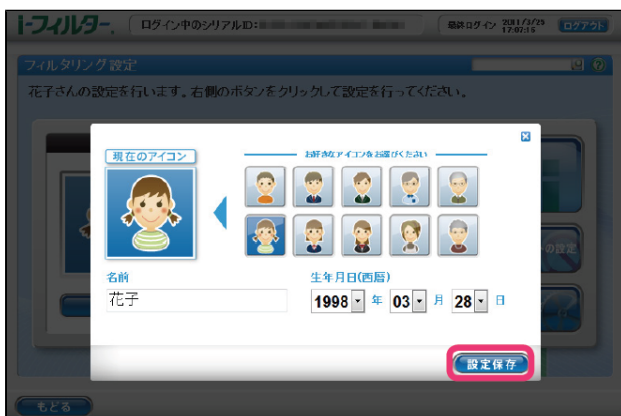 i-フィルター. ログイン中のシリアルID: 最終ログイン 2011/3/29 17:07:15 ログアウト
フィルタリング設定
花子さんの設定を行います。右側のボタンをクリックして設定を行ってください。
現在のアイコン
お好きなアイコンをお選びください
の設定
名前
生年月日(西暦)
花子
1998 年 03 月 28 日
設定保存
もどる